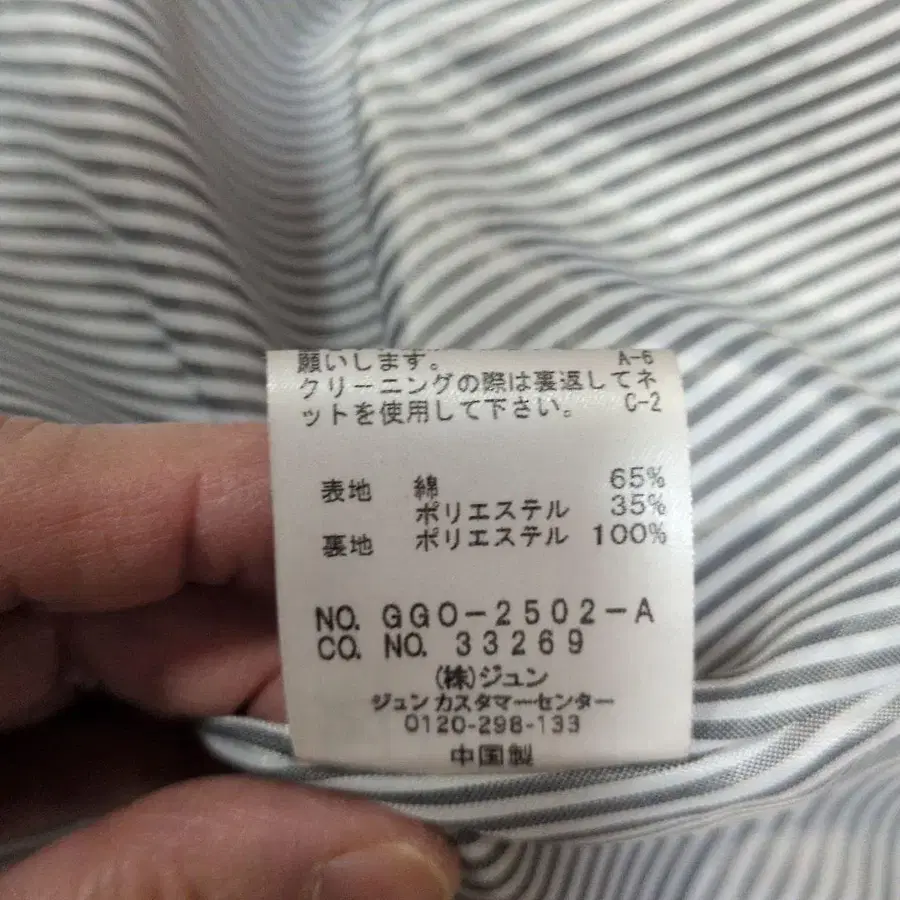 願いします。 A-6
クリーニングの際は裏返してネ
ットを使用して下さい。 C-2
表地 綿 65%
ポリエステル 35%
裏地 ポリエステル 100%
NO. GGO-2502-A
CO. NO. 33269
(株)ジュン
ジュンカスタマーセンター
0120-298-133
中国製